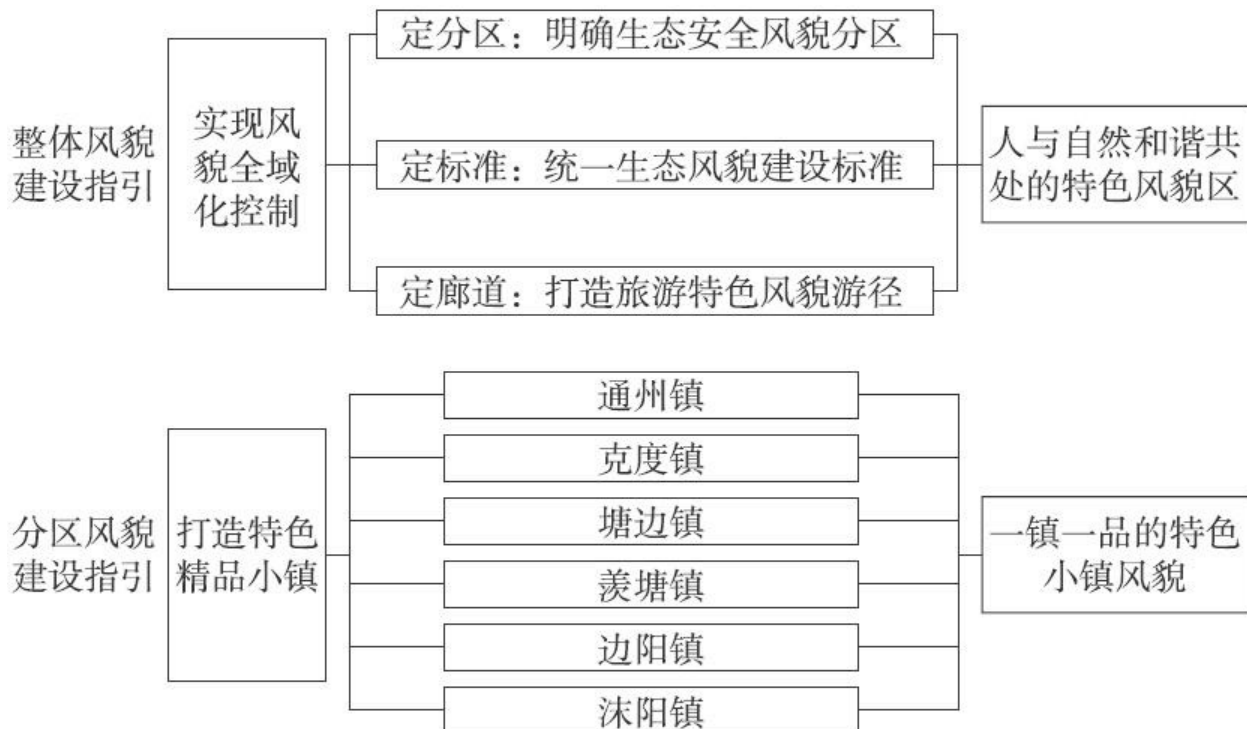 整体风貌
建设指引
实现风
貌全域
化控制
定分区：明确生态安全风貌分区
定标准：统一生态风貌建设标准
定廊道：打造旅游特色风貌游径
人与自然和谐共
处的特色风貌区
分区风貌
建设指引
打造特色
精品小镇
通州镇
克度镇
塘边镇
羡塘镇
边阳镇
沫阳镇
一镇一品的特色
小镇风貌